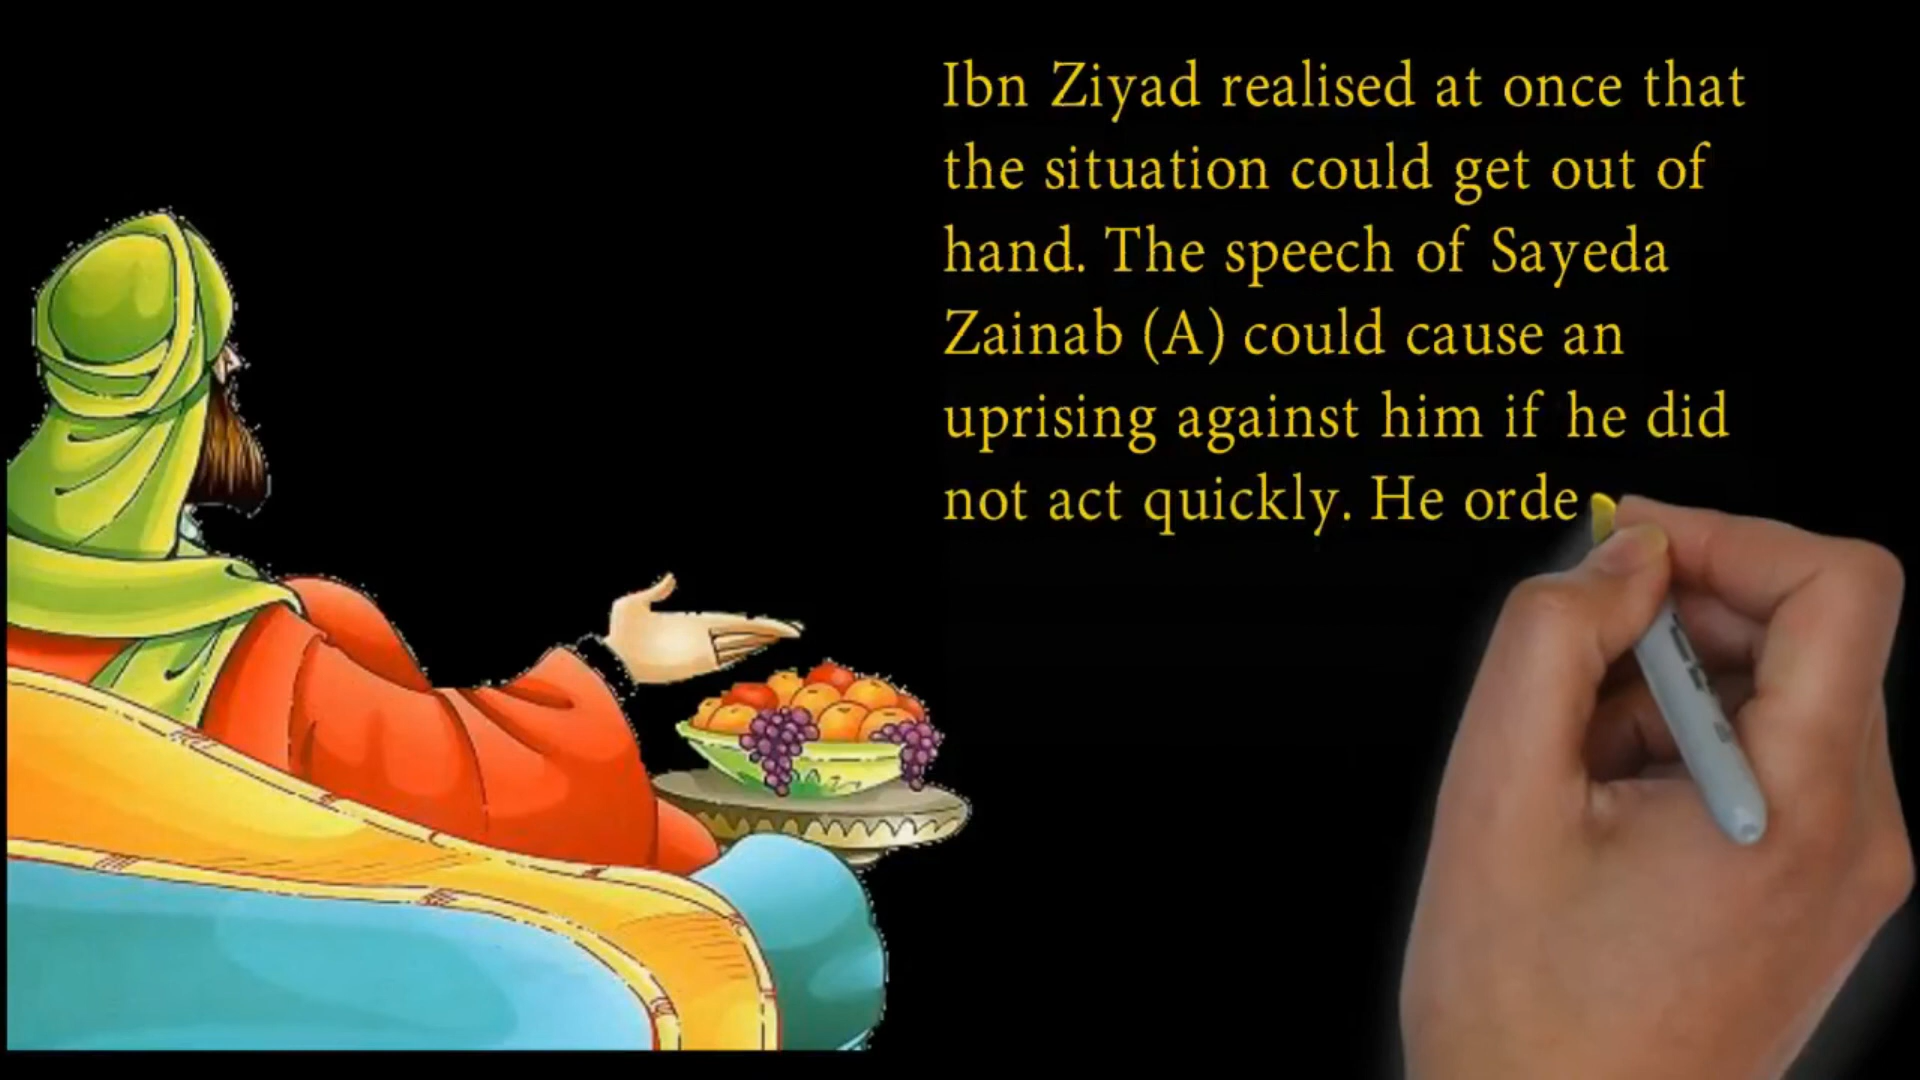 Ibn Ziyad realised at once that
the situation could get out of
hand. The speech of Sayeda
Zainab (A) could cause an
uprising against him if he did
not act quickly. He orde